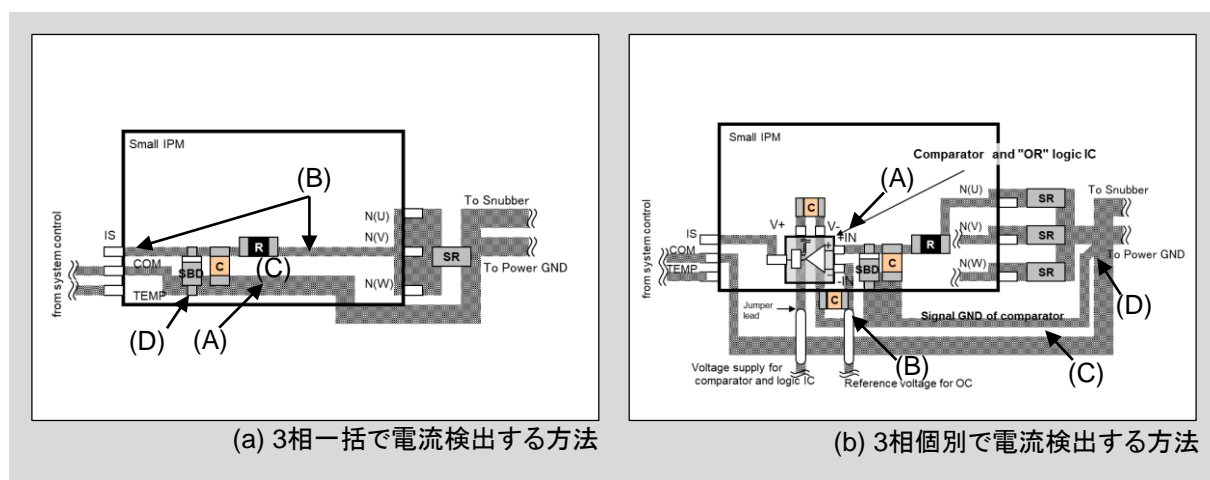 Small IPM
(B)
from system control
IS
COM
TEMP
R
SBD
C
(C)
(D)
(A)
N(U)
N(V)
N(W)
SR
To Snubber
To Power GND
(a) 3相一括で電流検出する方法
Small IPM
Comparator and "OR" logic IC
(A)
from system control
IS
COM
TEMP
C
V+
V-
+IN
-IN
+
−
SBD
C
R
C
N(U)
N(V)
N(W)
SR
SR
SR
To Snubber
To Power GND
(D)
Jumper
lead
Signal GND of comparator
(B)
(C)
Voltage supply for
comparator and logic IC
Reference voltage for OC
(b) 3相個別で電流検出する方法